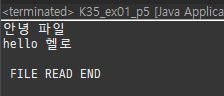 <terminated> K35_ex01_p5 [Java Applica
안녕 파일
hello 헬로
FILE READ END